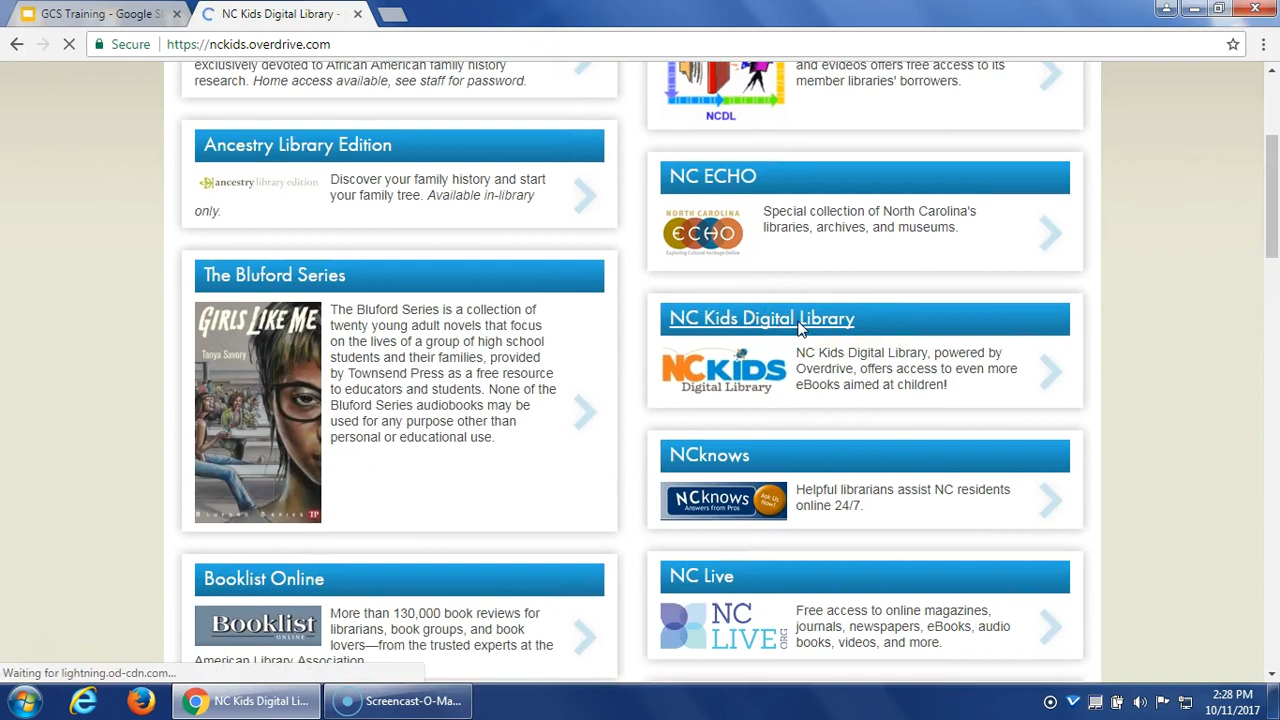 GCS Training - Google S
NC Kids Digital Library -
Secure
https://nckids.overdrive.com
exclusively devoted to African American family history
research. Home access available, see staff for password.
Ancestry Library Edition
ancestry library edition
Discover your family history and start
your family tree. Available in-library
only.
The Bluford Series
GIRLS LIKE ME
Tanya Savory
BLUFORD SERIES
TP
The Bluford Series is a collection of
twenty young adult novels that focus
on the lives of a group of high school
students and their families, provided
by Townsend Press as a free resource
to educators and students. None of the
Bluford Series audiobooks may be
used for any purpose other than
personal or educational use.
Booklist Online
Booklist
ONLINE
More than 130,000 book reviews for
librarians, book groups, and book
lovers—from the trusted experts at the
American Library Association.
and evideos offers free access to its
member libraries' borrowers.
NCDL
NC ECHO
NORTH CAROLINA
ECHO
Exploring Cultural Heritage Online
Special collection of North Carolina's
libraries, archives, and museums.
NC Kids Digital Library
NCKIDS
Digital Library
NC Kids Digital Library, powered by
Overdrive, offers access to even more
eBooks aimed at children!
NCknows
NCknows
Answers from Pros
Ask Us
Now!
Helpful librarians assist NC residents
online 24/7.
NC Live
NC
LIVE.ORG
Free access to online magazines,
journals, newspapers, eBooks, audio
books, videos, and more.
Waiting for lightning.od-cdn.com...
NC Kids Digital Li...
Screencast-O-Ma...
2:28 PM
10/11/2017